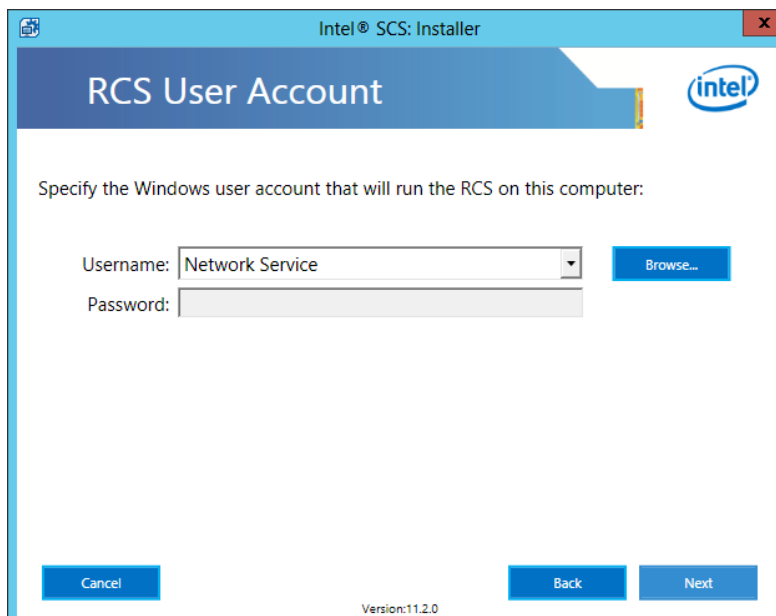 Intel® SCS: Installer
x
RCS User Account
intel®
Specify the Windows user account that will run the RCS on this computer:
Username: Network Service Browse...
Password:
Cancel Back Next
Version:11.2.0